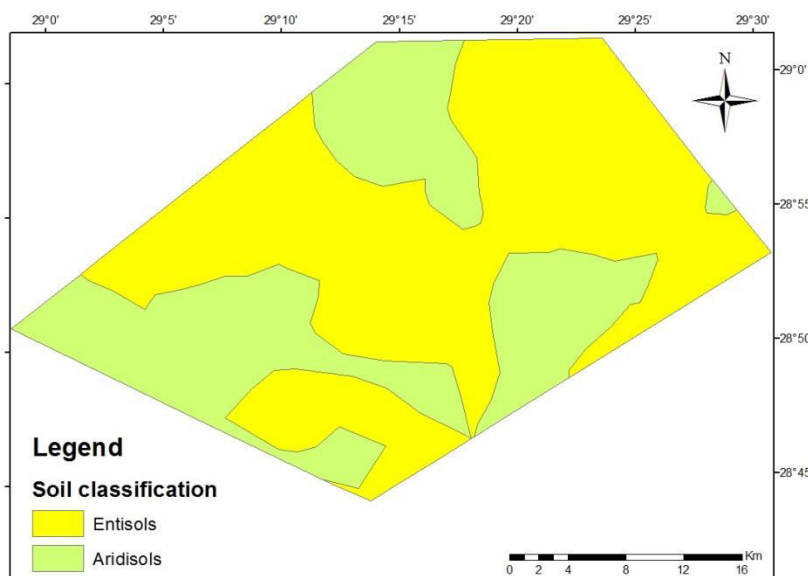 29°0' 29°5' 29°10' 29°15' 29°20' 29°25' 29°30'
N
29°0'
28°55'
28°50'
28°45'
Legend
Soil classification
Entisols
Aridisols
Km
0 2 4 8 12 16